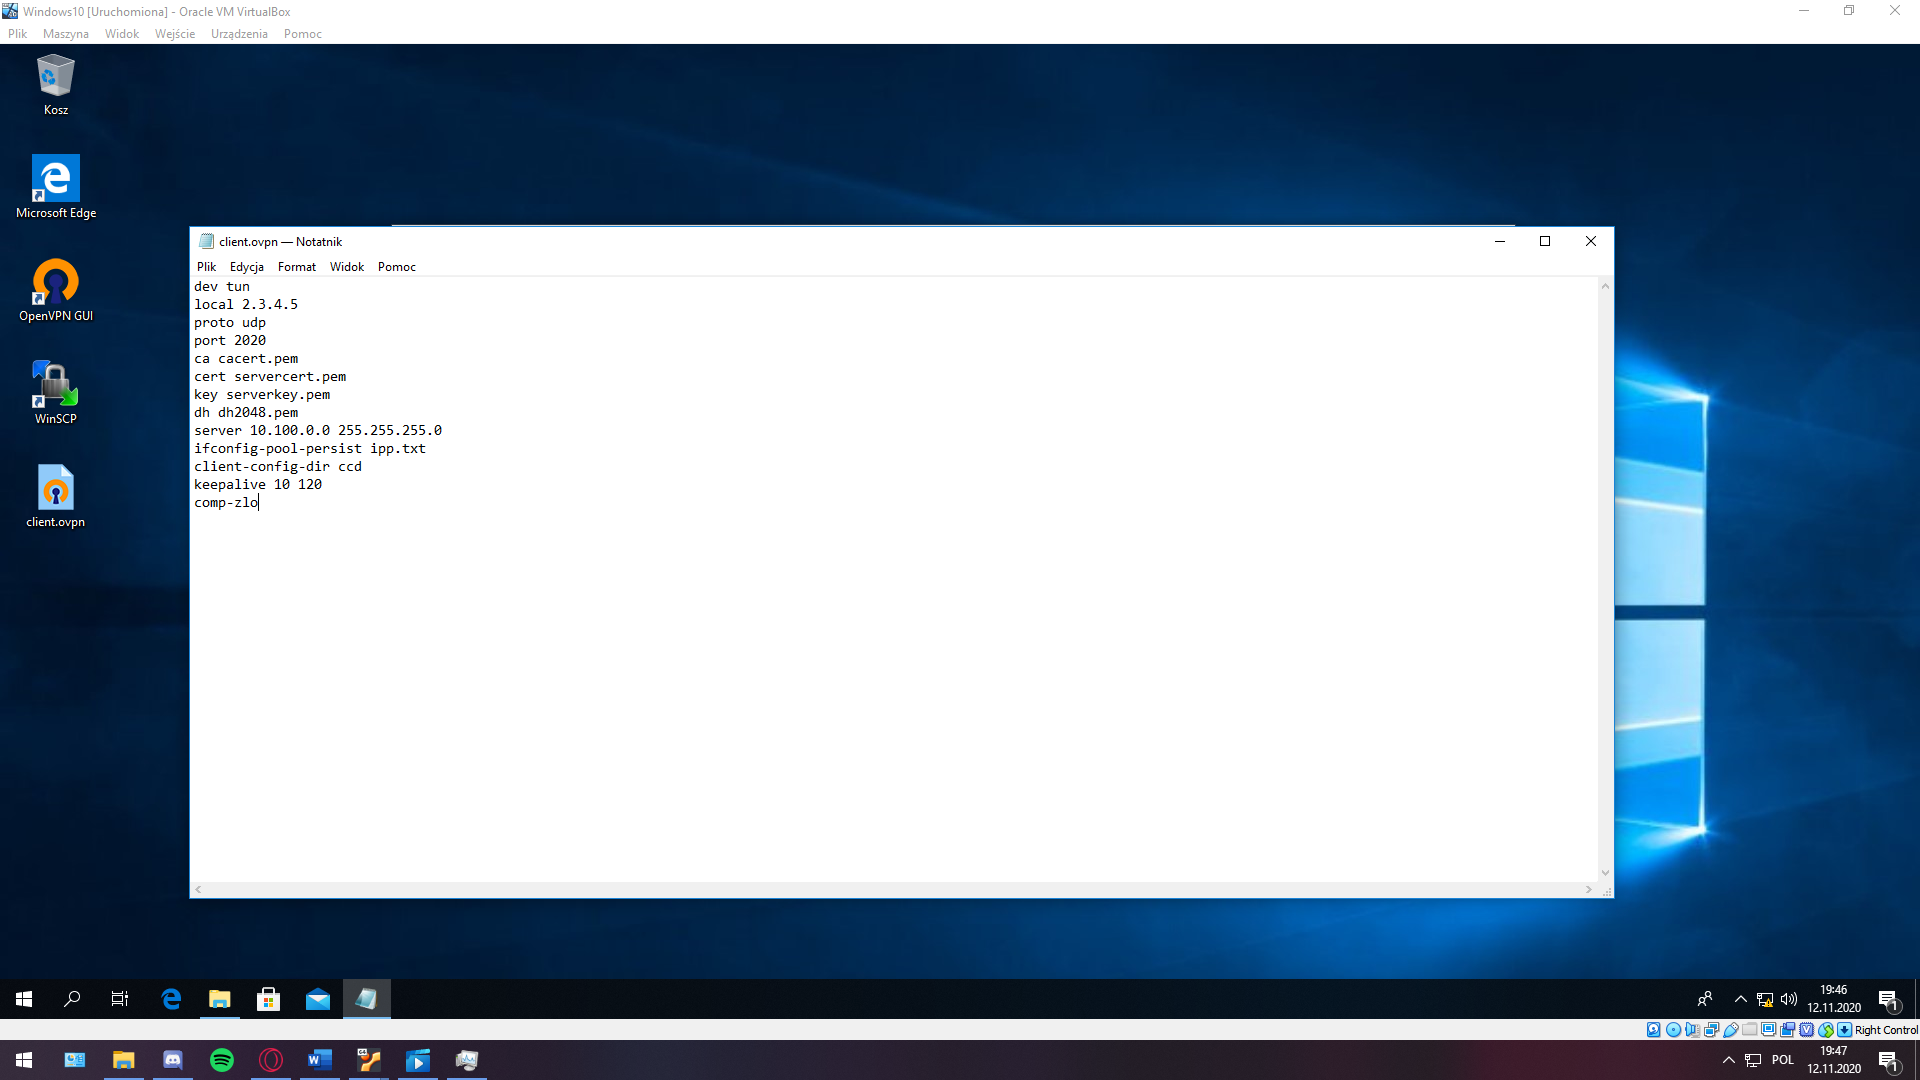 Windows10 [Uruchomiona] - Oracle VM VirtualBox
Plik Maszyna Widok Wejście Urządzenia Pomoc
Kosz
Microsoft Edge
OpenVPN GUI
WinSCP
client.ovpn
client.ovpn — Notatnik
Plik Edycja Format Widok Pomoc
dev tun
local 2.3.4.5
proto udp
port 2020
ca cacert.pem
cert servercert.pem
key serverkey.pem
dh dh2048.pem
server 10.100.0.0 255.255.255.0
ifconfig-pool-persist ipp.txt
client-config-dir ccd
keepalive 10 120
comp-zlo
19:46
12.11.2020
1
Right Control
POL
19:47
12.11.2020
1